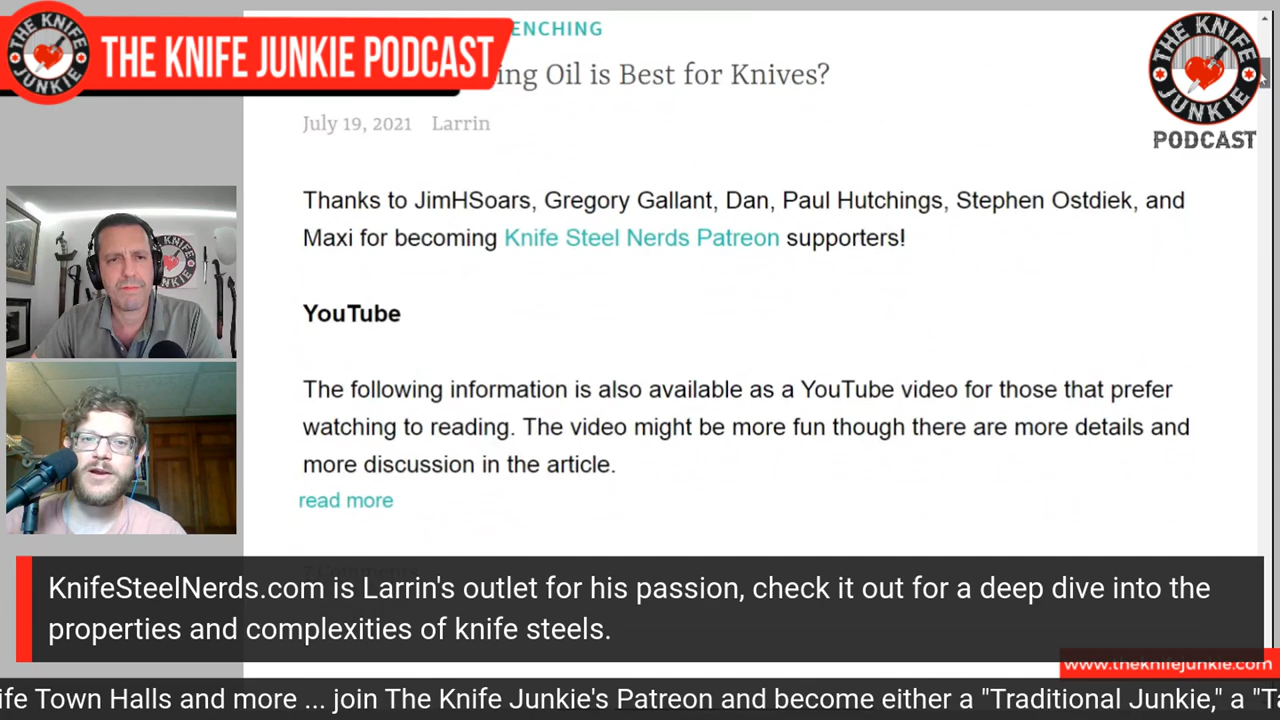 THE KNIFE JUNKIE PODCAST
THE KNIFE JUNKIE
THE KNIFE JUNKIE
PODCAST
ENCHING
ing Oil is Best for Knives?
July 19, 2021 Larrin
Thanks to JimHSoars, Gregory Gallant, Dan, Paul Hutchings, Stephen Ostdiek, and
Maxi for becoming Knife Steel Nerds Patreon supporters!
YouTube
The following information is also available as a YouTube video for those that prefer
watching to reading. The video might be more fun though there are more details and
more discussion in the article.
read more
KNIFE
JUNKIE
KnifeSteelNerds.com is Larrin's outlet for his passion, check it out for a deep dive into the
properties and complexities of knife steels.
www.theknifejunkie.com
ife Town Halls and more ... join The Knife Junkie's Patreon and become either a "Traditional Junkie," a "Ta